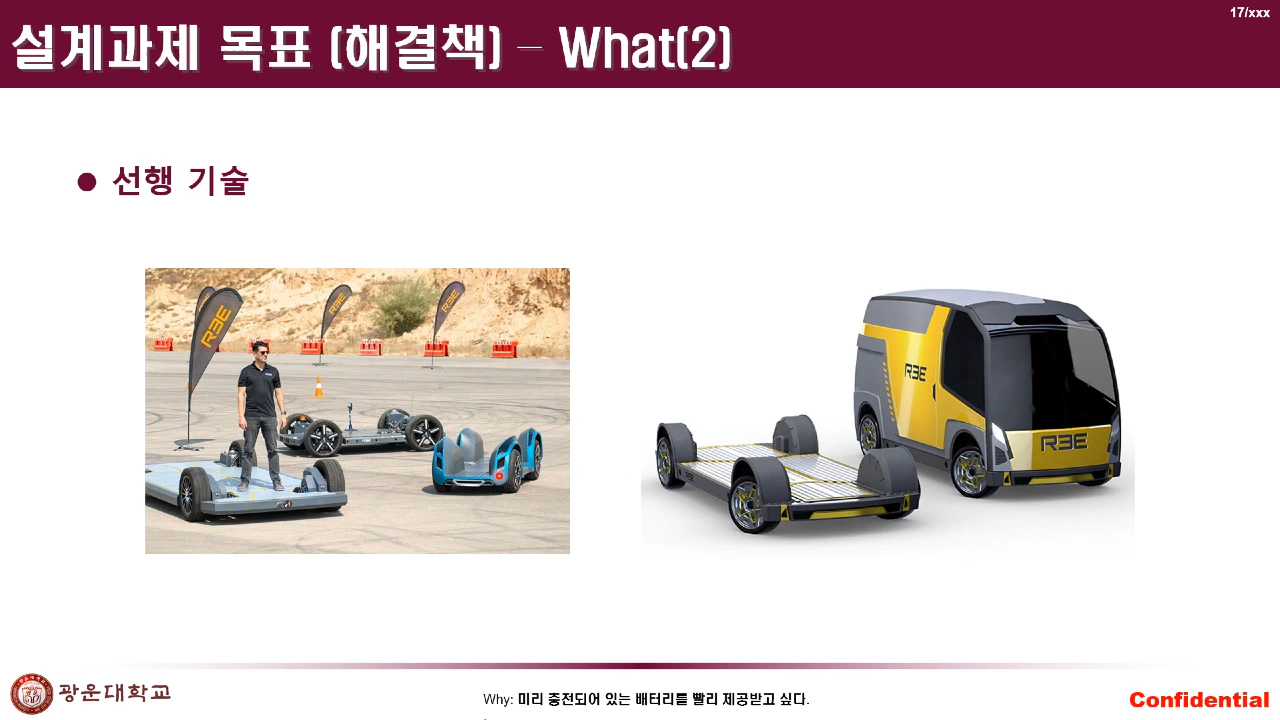 17/xxx
설계과제 목표 (해결책) – What(2)
● 선행 기술
R3E
R3E
R3E
R3E
R3E
광운대학교
Why: 미리 충전되어 있는 배터리를 빨리 제공받고 싶다.
.
Confidential